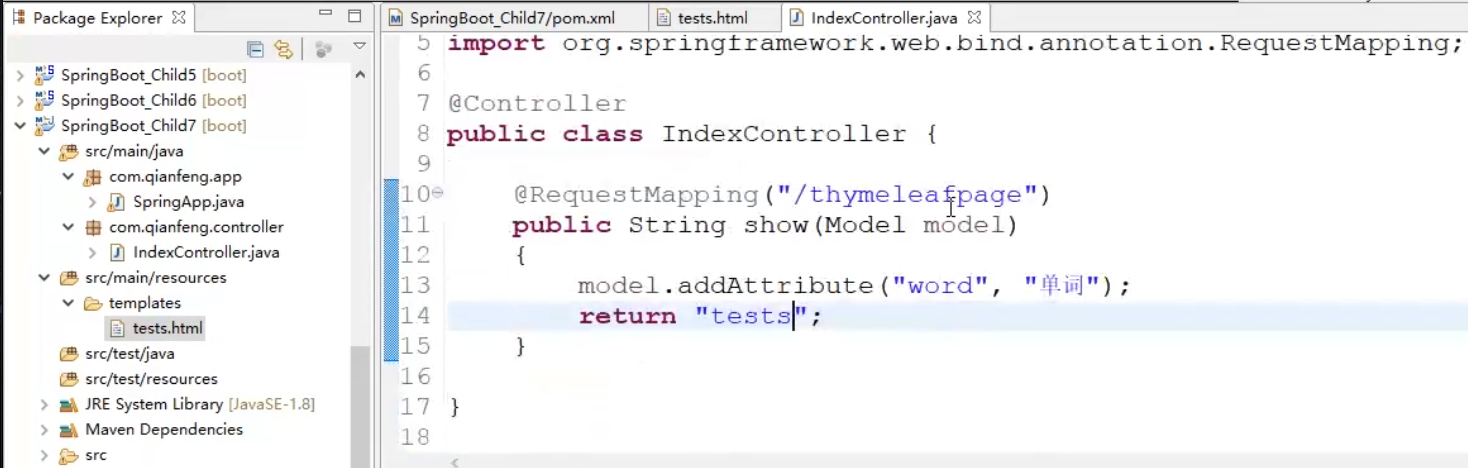 Package Explorer
SpringBoot_Child5 [boot]
SpringBoot_Child6 [boot]
SpringBoot_Child7 [boot]
src/main/java
com.qianfeng.app
SpringApp.java
com.qianfeng.controller
IndexController.java
src/main/resources
templates
tests.html
src/test/java
src/test/resources
JRE System Library [JavaSE-1.8]
Maven Dependencies
src
SpringBoot_Child7/pom.xml
tests.html
IndexController.java
5 import org.springframework.web.bind.annotation.RequestMapping;
6
7 @Controller
8 public class IndexController {
9
10 @RequestMapping("/thymeleafpage")
11 public String show(Model model)
12 {
13 model.addAttribute("word", "单词");
14 return "tests";
15 }
16
17 }
18